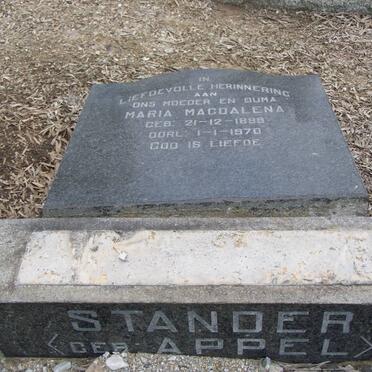 IN
LIEFDEVOLLE HERINNERING
AAN
ONS MOEDER EN OUMA
MARIA MAGDALENA
GEB: 21-12-1898
OORL: 1-1-1970
GOD IS LIEFDE
STANDER
<GEB: APPEL>